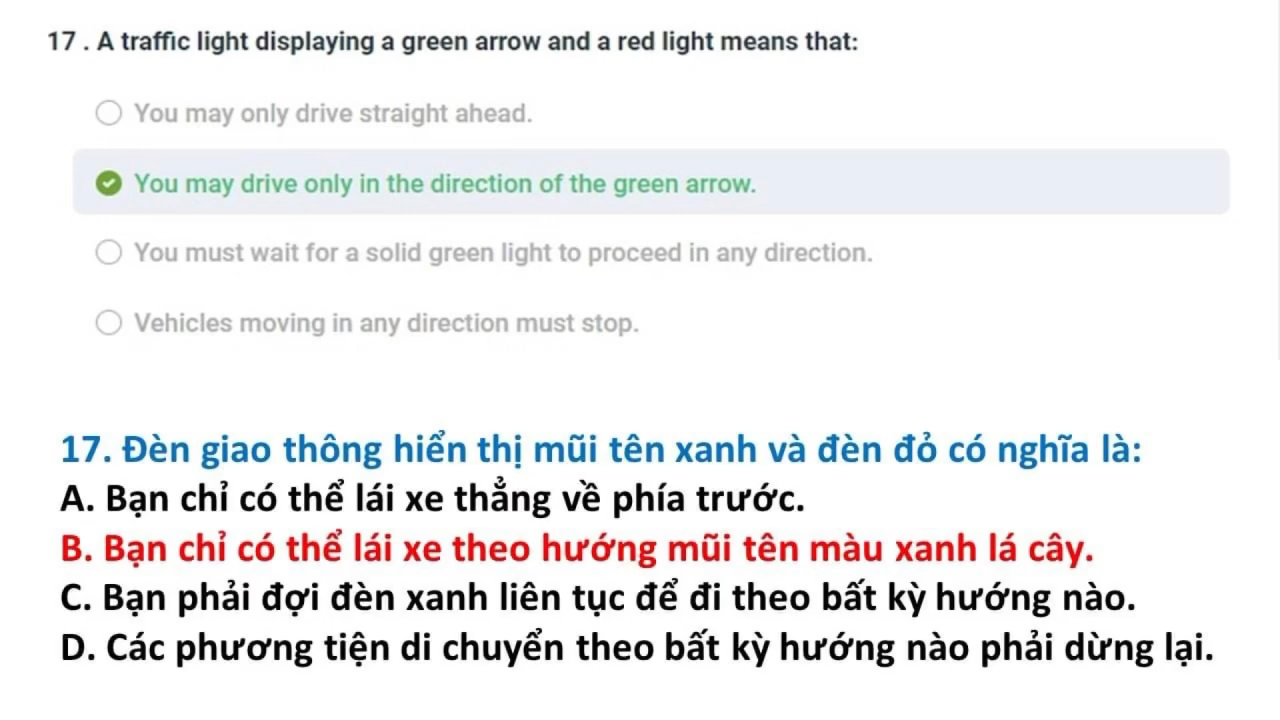 17 . A traffic light displaying a green arrow and a red light means that:
You may only drive straight ahead.
You may drive only in the direction of the green arrow.
You must wait for a solid green light to proceed in any direction.
Vehicles moving in any direction must stop.
17. Đèn giao thông hiển thị mũi tên xanh và đèn đỏ có nghĩa là:
A. Bạn chỉ có thể lái xe thẳng về phía trước.
B. Bạn chỉ có thể lái xe theo hướng mũi tên màu xanh lá cây.
C. Bạn phải đợi đèn xanh liên tục để đi theo bất kỳ hướng nào.
D. Các phương tiện di chuyển theo bất kỳ hướng nào phải dừng lại.